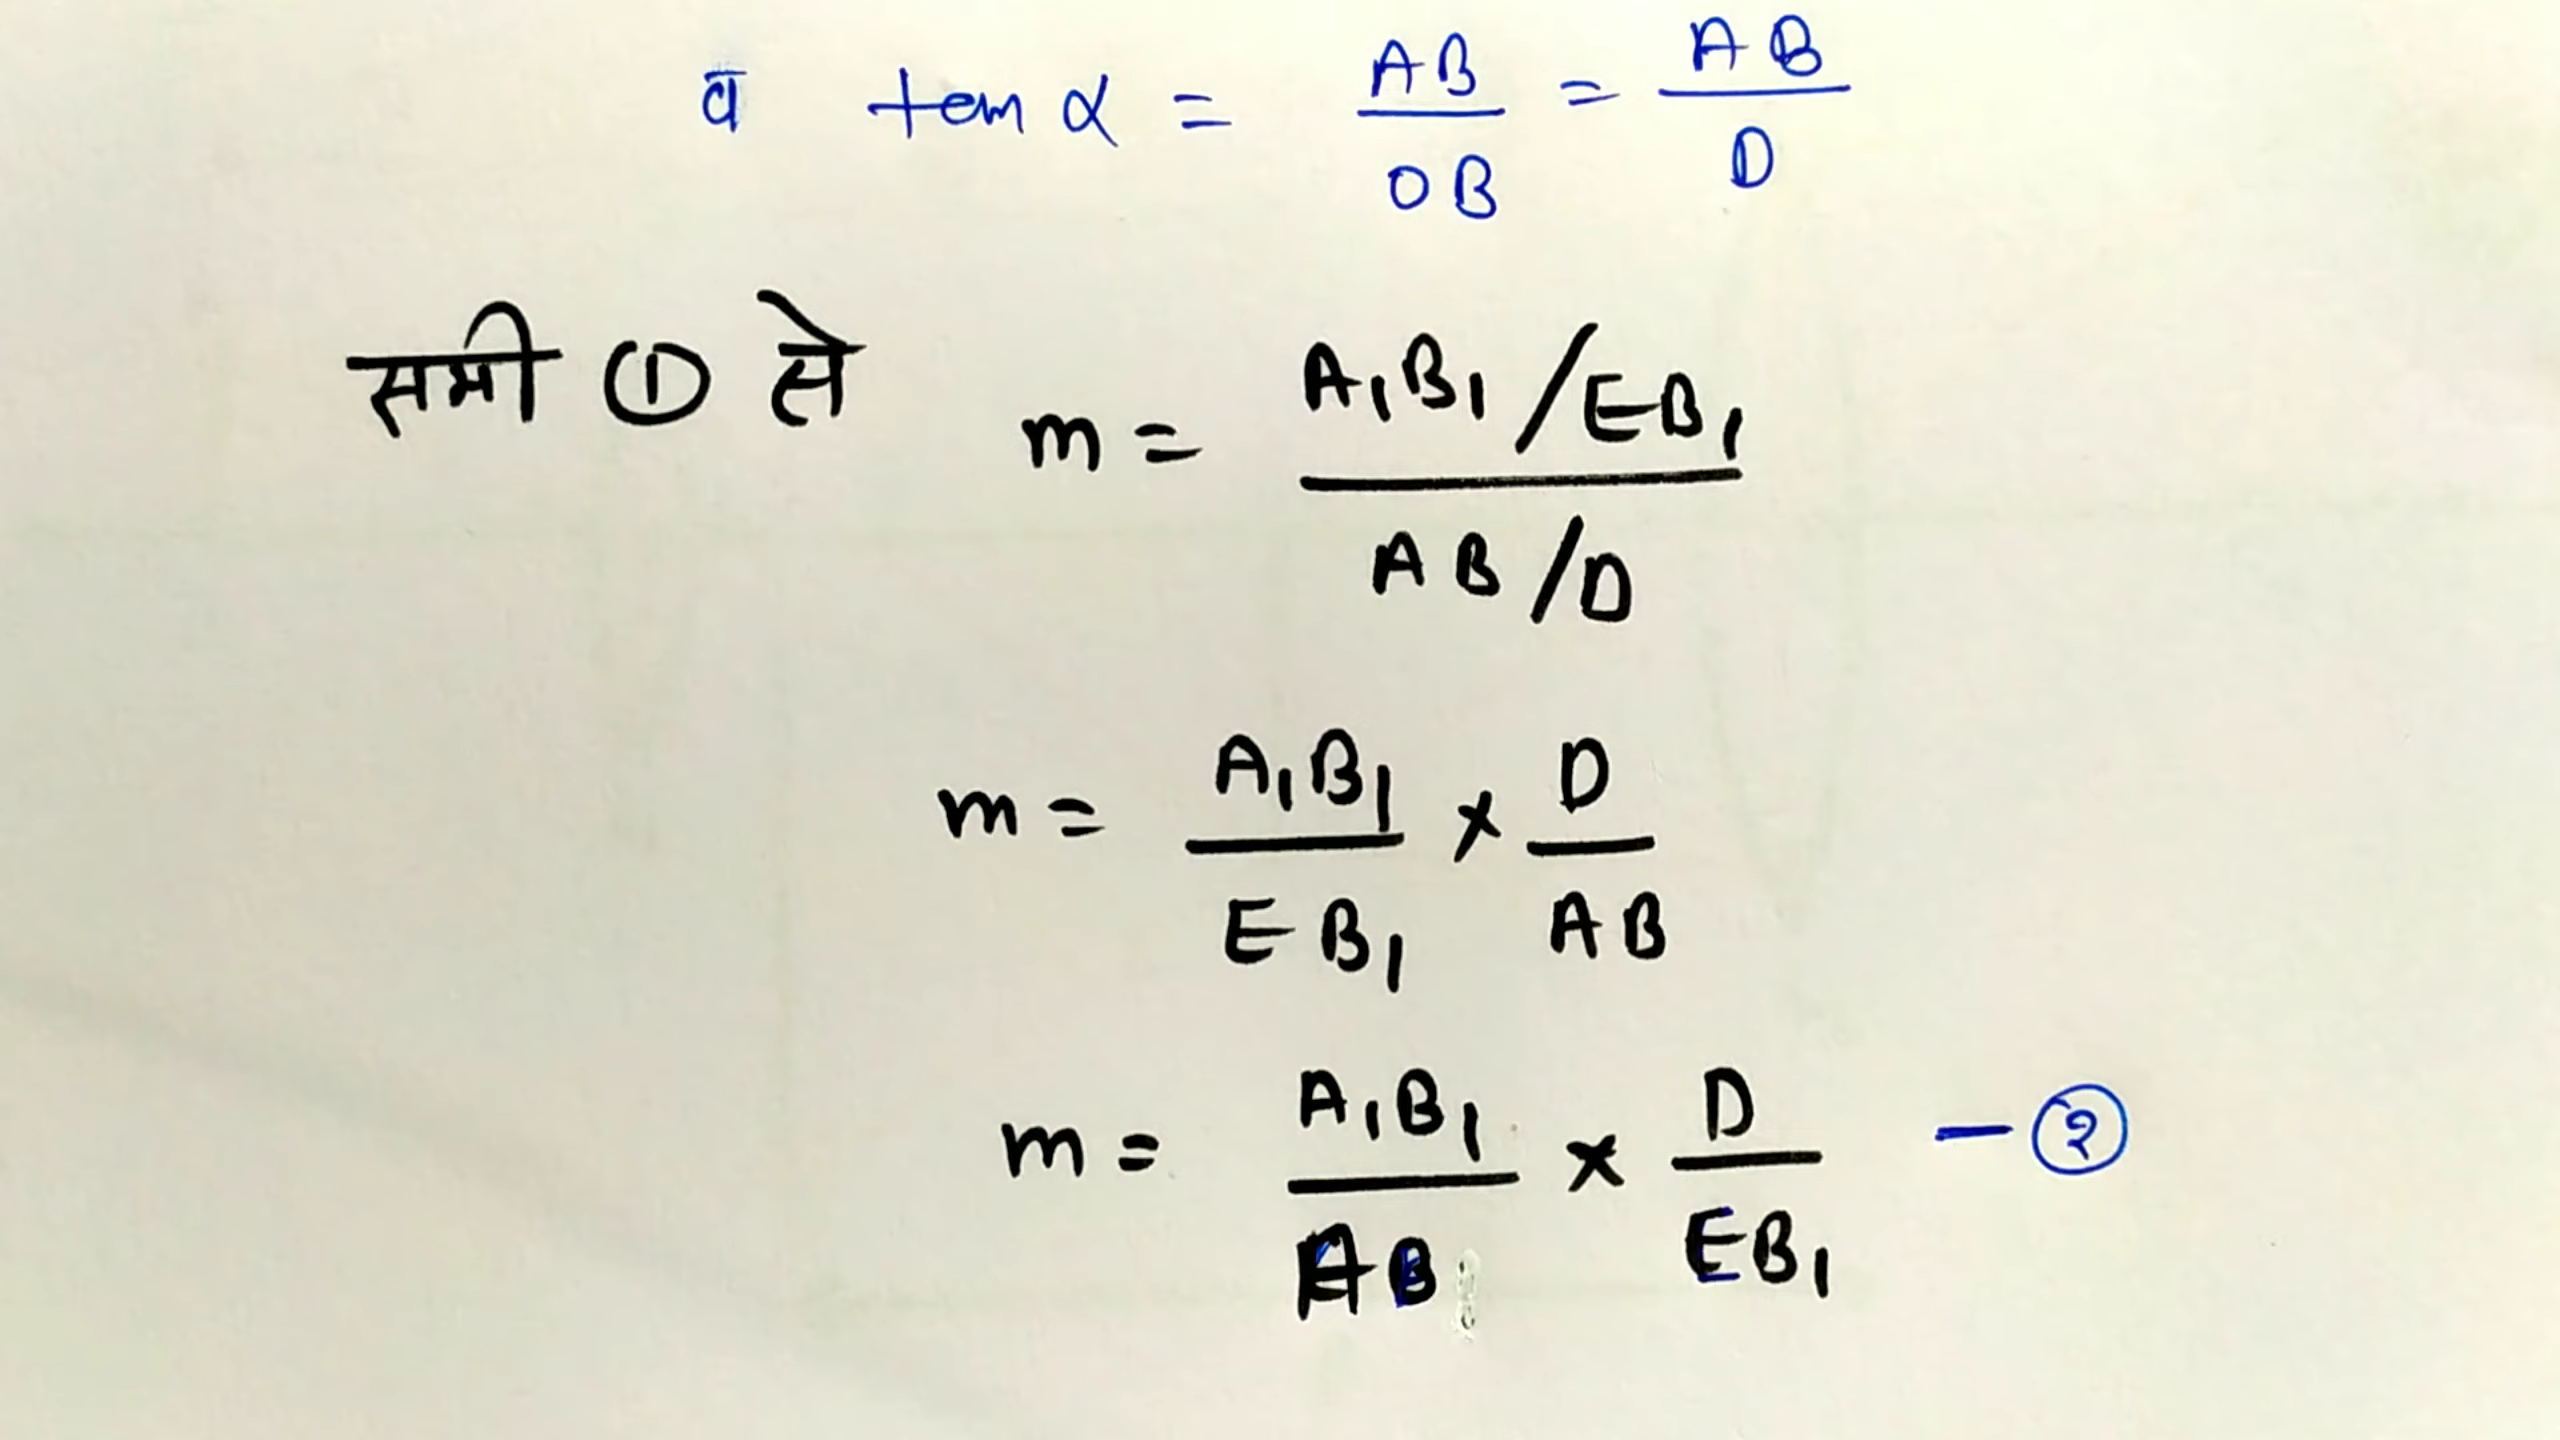 व tan α = AB/OB = AB/D
समी ① से m = (A₁B₁/EB₁)/(AB/D)
m = A₁B₁/EB₁ × D/AB
m = A₁B₁/AB × D/EB₁ — ②